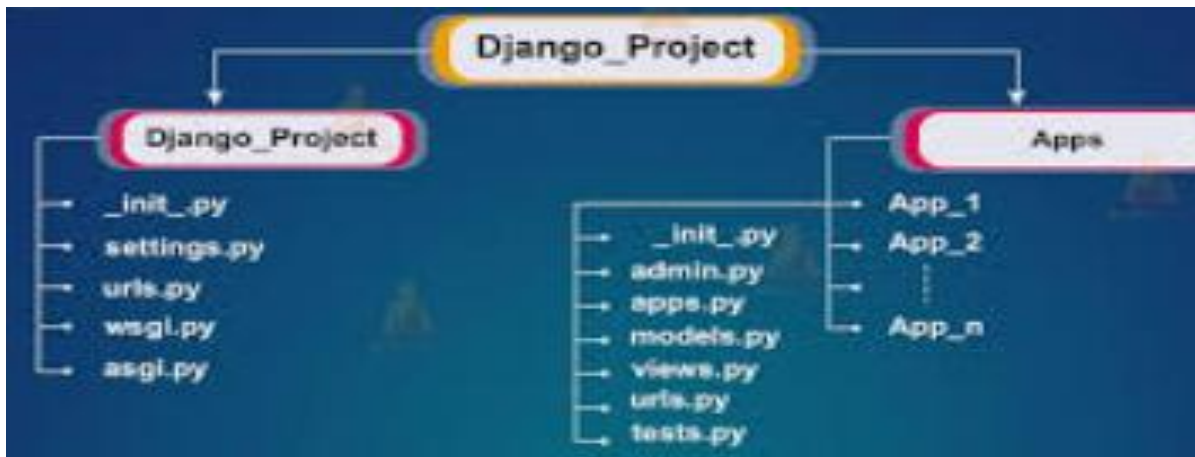 Django_Project
Django_Project
_init_.py
settings.py
urls.py
wsgi.py
asgi.py
Apps
App_1
App_2
App_n
_init_.py
admin.py
apps.py
models.py
views.py
urls.py
tests.py